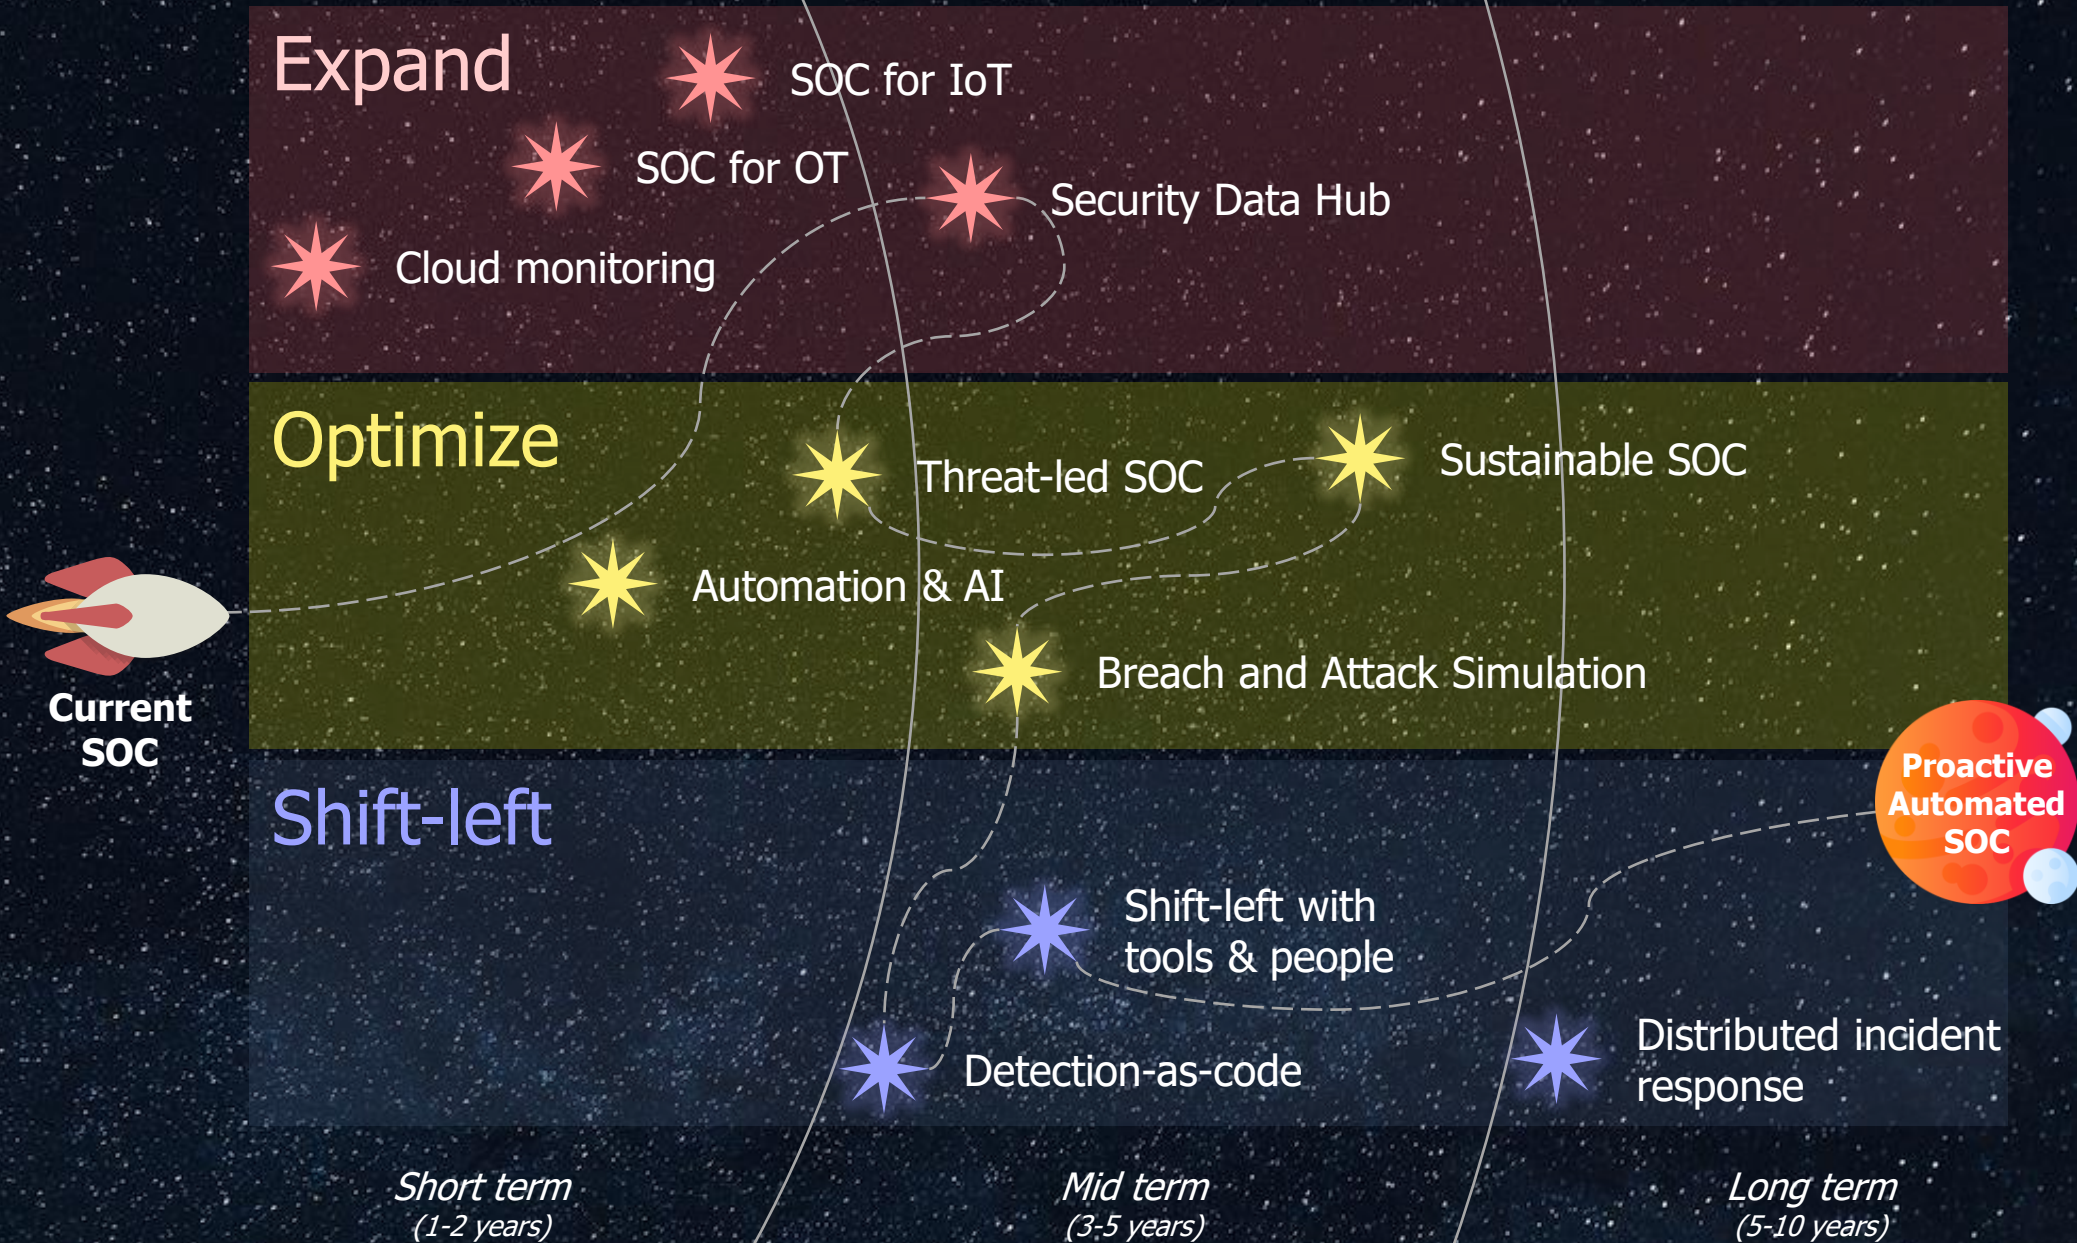 Expand
SOC for IoT
SOC for OT
Security Data Hub
Cloud monitoring
Optimize
Threat-led SOC
Sustainable SOC
Automation & AI
Breach and Attack Simulation
Current
SOC
Proactive
Automated
SOC
Shift-left
Shift-left with
tools & people
Detection-as-code
Distributed incident
response
Short term
(1-2 years)
Mid term
(3-5 years)
Long term
(5-10 years)